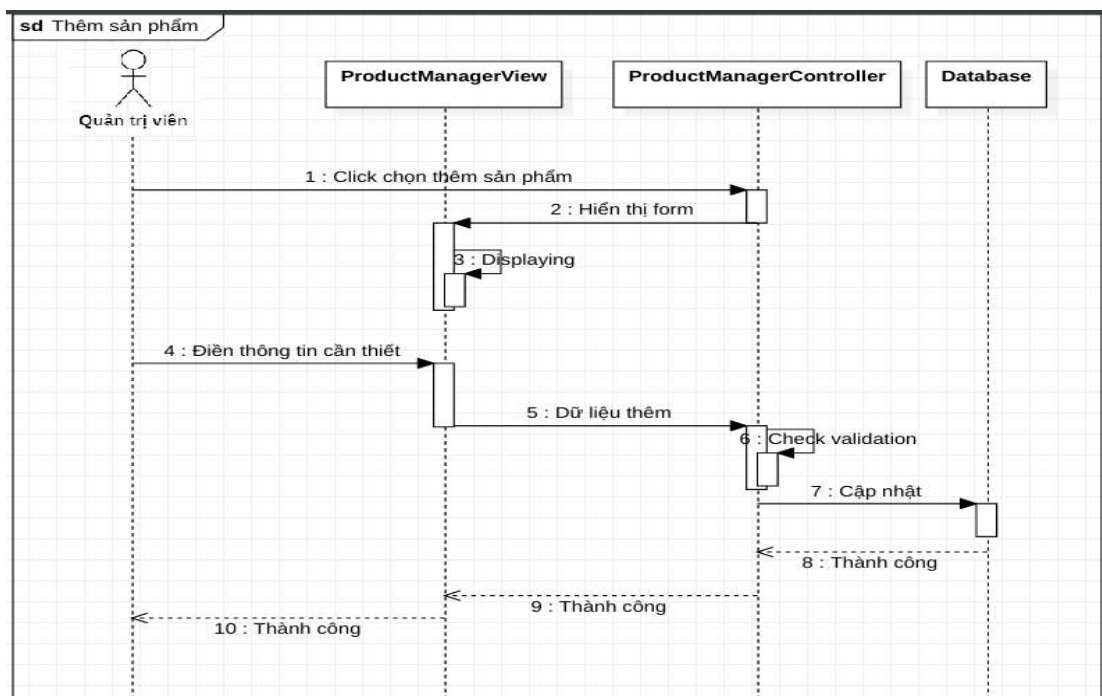 sd Thêm sản phẩm
Quản trị viên
ProductManagerView
ProductManagerController
Database
1 : Click chọn thêm sản phẩm
2 : Hiển thị form
3 : Displaying
4 : Điền thông tin cần thiết
5 : Dữ liệu thêm
6 : Check validation
7 : Cập nhật
8 : Thành công
9 : Thành công
10 : Thành công